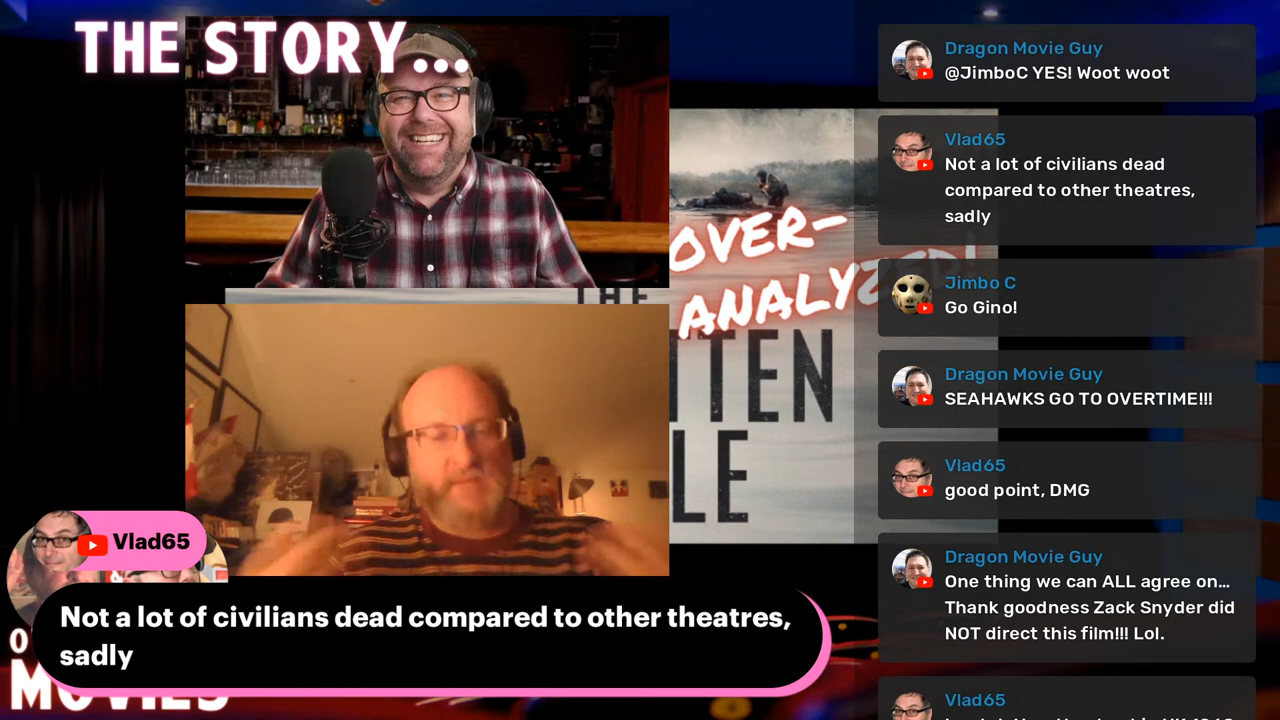 THE STORY...
OVER-
ANALYZED!
THE
TTEN
LE
Vlad65
Not a lot of civilians dead compared to other theatres,
sadly
MOVIES
Dragon Movie Guy
@JimboC YES! Woot woot
Vlad65
Not a lot of civilians dead
compared to other theatres,
sadly
Jimbo C
Go Gino!
Dragon Movie Guy
SEAHAWKS GO TO OVERTIME!!!
Vlad65
good point, DMG
Dragon Movie Guy
One thing we can ALL agree on...
Thank goodness Zack Snyder did
NOT direct this film!!! Lol.
Vlad65